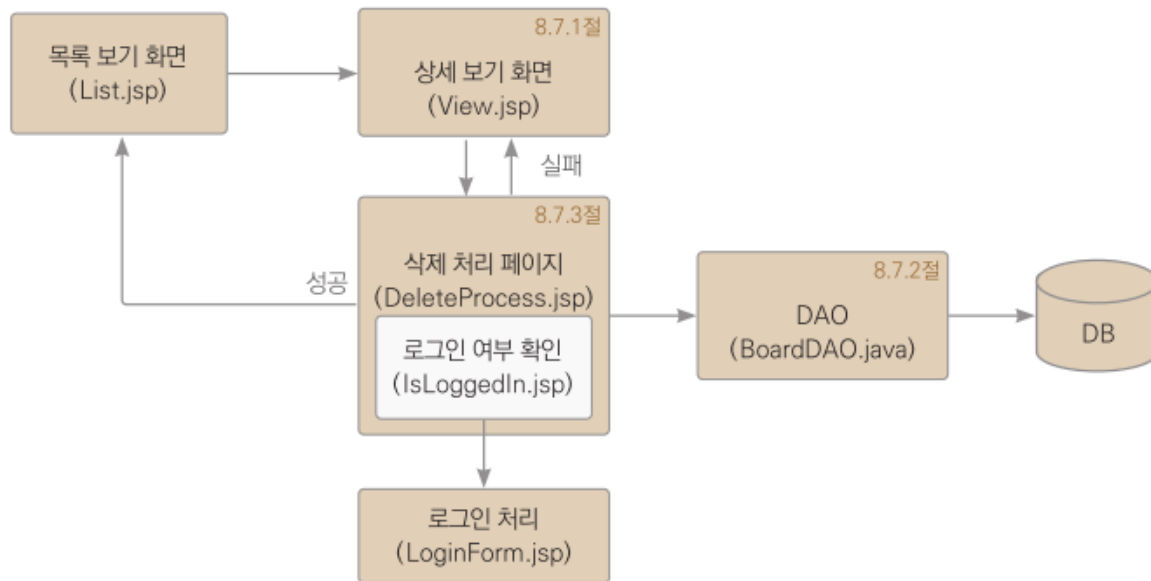 목록 보기 화면
(List.jsp)
8.7.1절
상세 보기 화면
(View.jsp)
실패
8.7.3절
삭제 처리 페이지
(DeleteProcess.jsp)
성공
로그인 여부 확인
(IsLoggedIn.jsp)
8.7.2절
DAO
(BoardDAO.java)
DB
로그인 처리
(LoginForm.jsp)